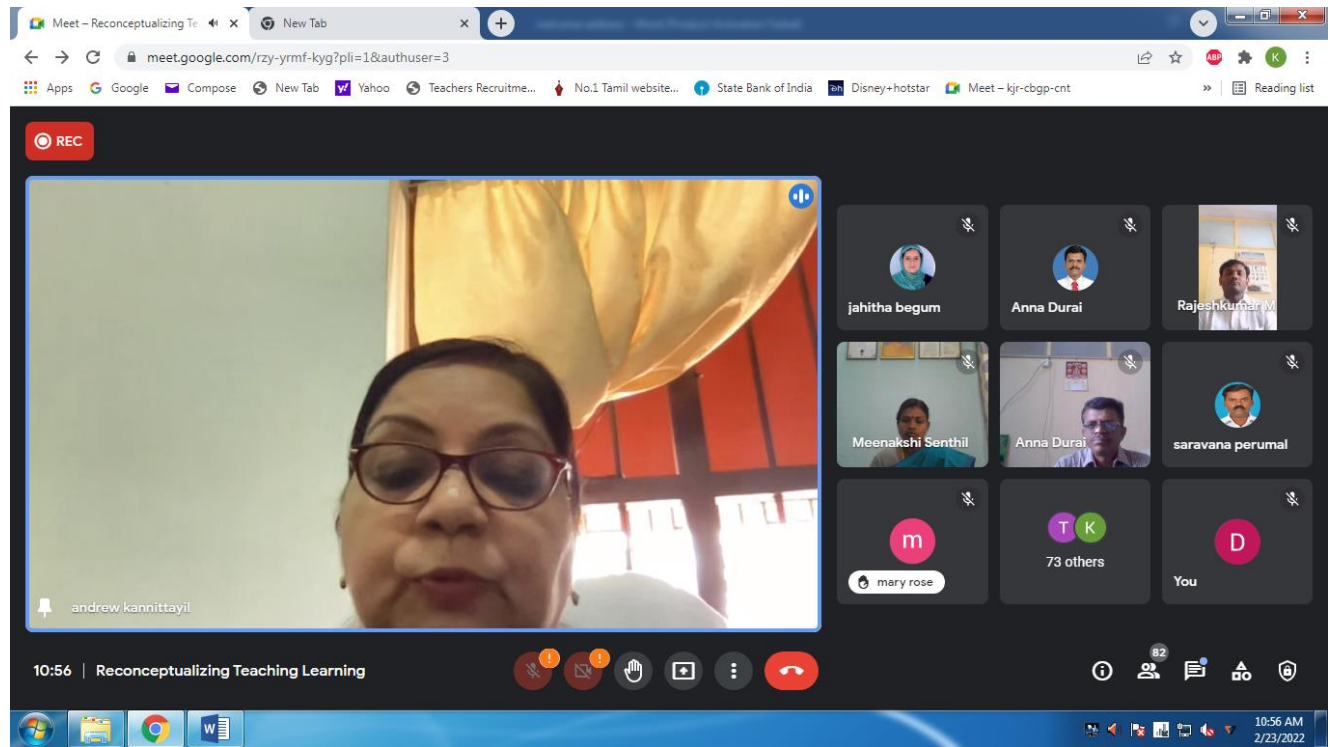 Meet – Reconceptualizing Te
New Tab
meet.google.com/rzy-yrmf-kyg?pli=1&authuser=3
ABP
K
Apps
Google
Compose
New Tab
Yahoo
Teachers Recruitme...
No.1 Tamil website...
State Bank of India
Disney+hotstar
Meet – kjr-cbgp-cnt
»
Reading list
REC
jahitha begum
Anna Durai
Rajeshkumar M
Meenakshi Senthil
Anna Durai
saravana perumal
m
mary rose
T K
73 others
D
You
andrew kannittayil
10:56 | Reconceptualizing Teaching Learning
82
10:56 AM
2/23/2022